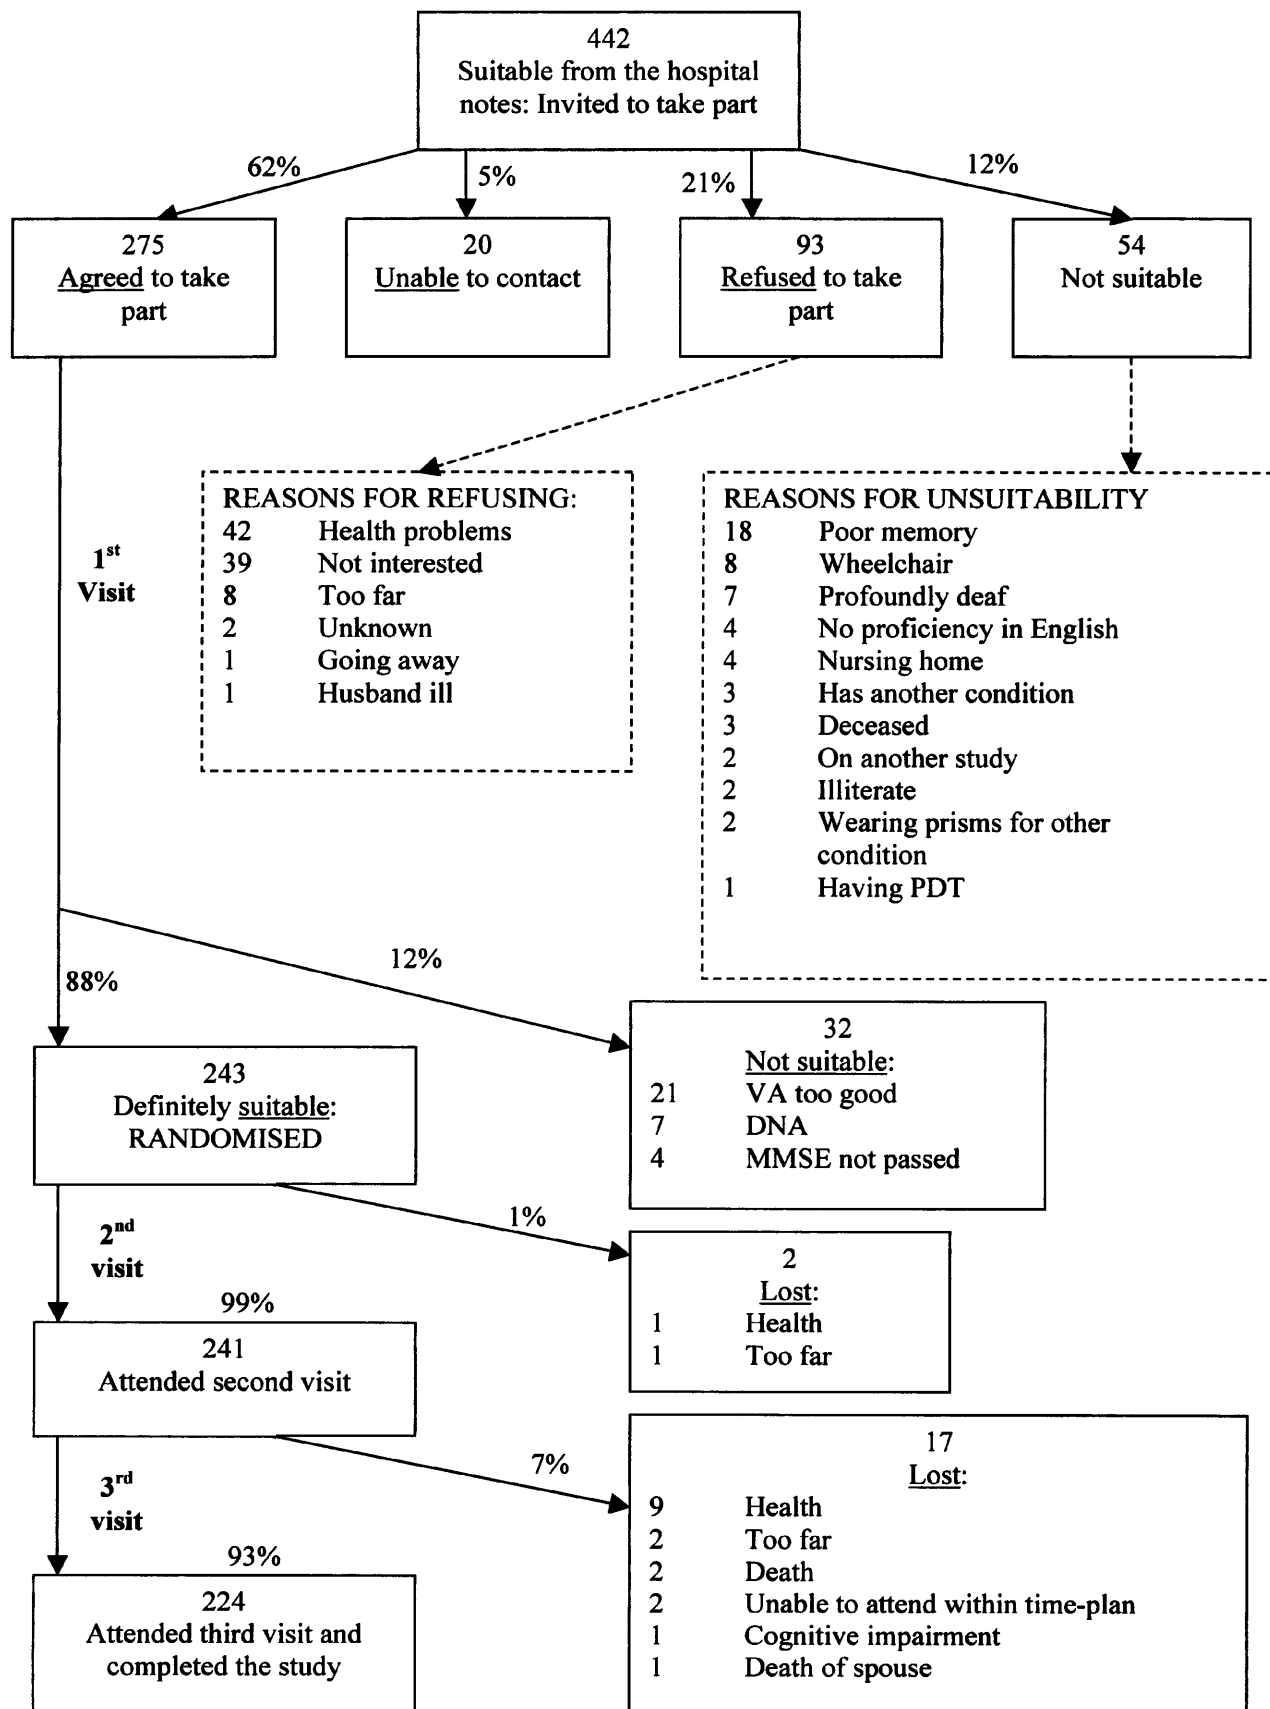 442
Suitable from the hospital
notes: Invited to take part
62%
5%
21%
12%
275
Agreed to take
part
20
Unable to contact
93
Refused to take
part
54
Not suitable
REASONS FOR REFUSING:
42 Health problems
39 Not interested
8 Too far
2 Unknown
1 Going away
1 Husband ill
REASONS FOR UNSUITABILITY
18 Poor memory
8 Wheelchair
7 Profoundly deaf
4 No proficiency in English
4 Nursing home
3 Has another condition
3 Deceased
2 On another study
2 Illiterate
2 Wearing prisms for other
condition
1 Having PDT
1st
Visit
88%
12%
243
Definitely suitable:
RANDOMISED
32
Not suitable:
21 VA too good
7 DNA
4 MMSE not passed
2nd
visit
1%
99%
2
Lost:
1 Health
1 Too far
241
Attended second visit
3rd
visit
7%
93%
17
Lost:
9 Health
2 Too far
2 Death
2 Unable to attend within time-plan
1 Cognitive impairment
1 Death of spouse
224
Attended third visit and
completed the study